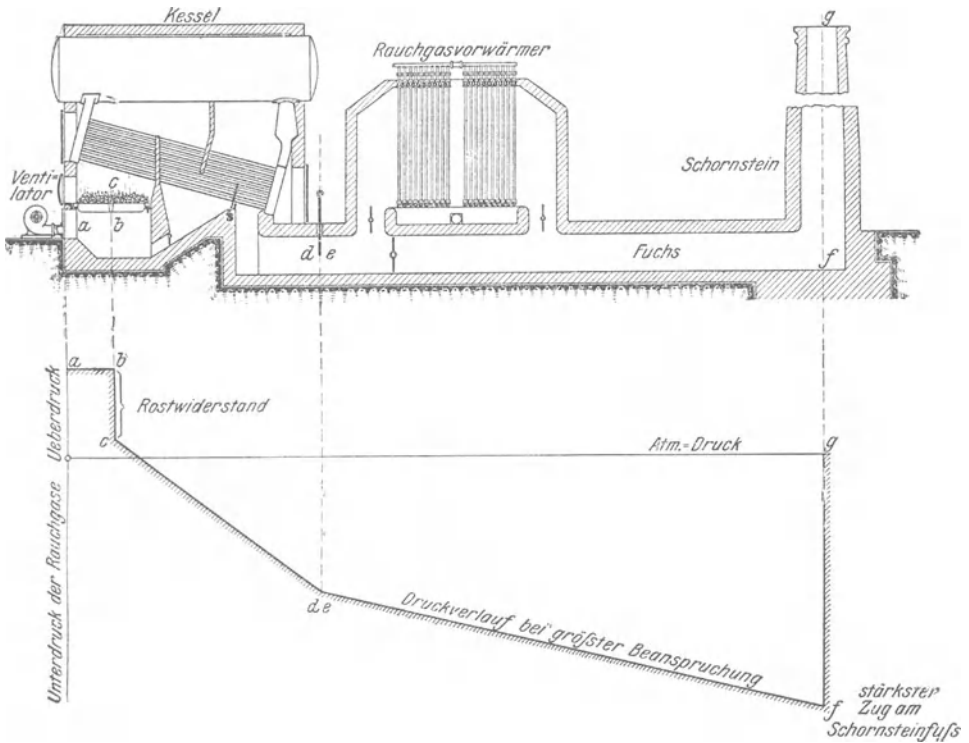 Kessel
g
Rauchgasvorwärmer
Schornstein
Venti-
lator
c
a b
s
d e
Fuchs
f
a b
Rostwiderstand
c
Ueberdruck
Atm.=Druck
g
Unterdruck der Rauchgase
d e
Druckverlauf bei größter Beanspruchung
f
stärkster
Zug am
Schornsteinfuß